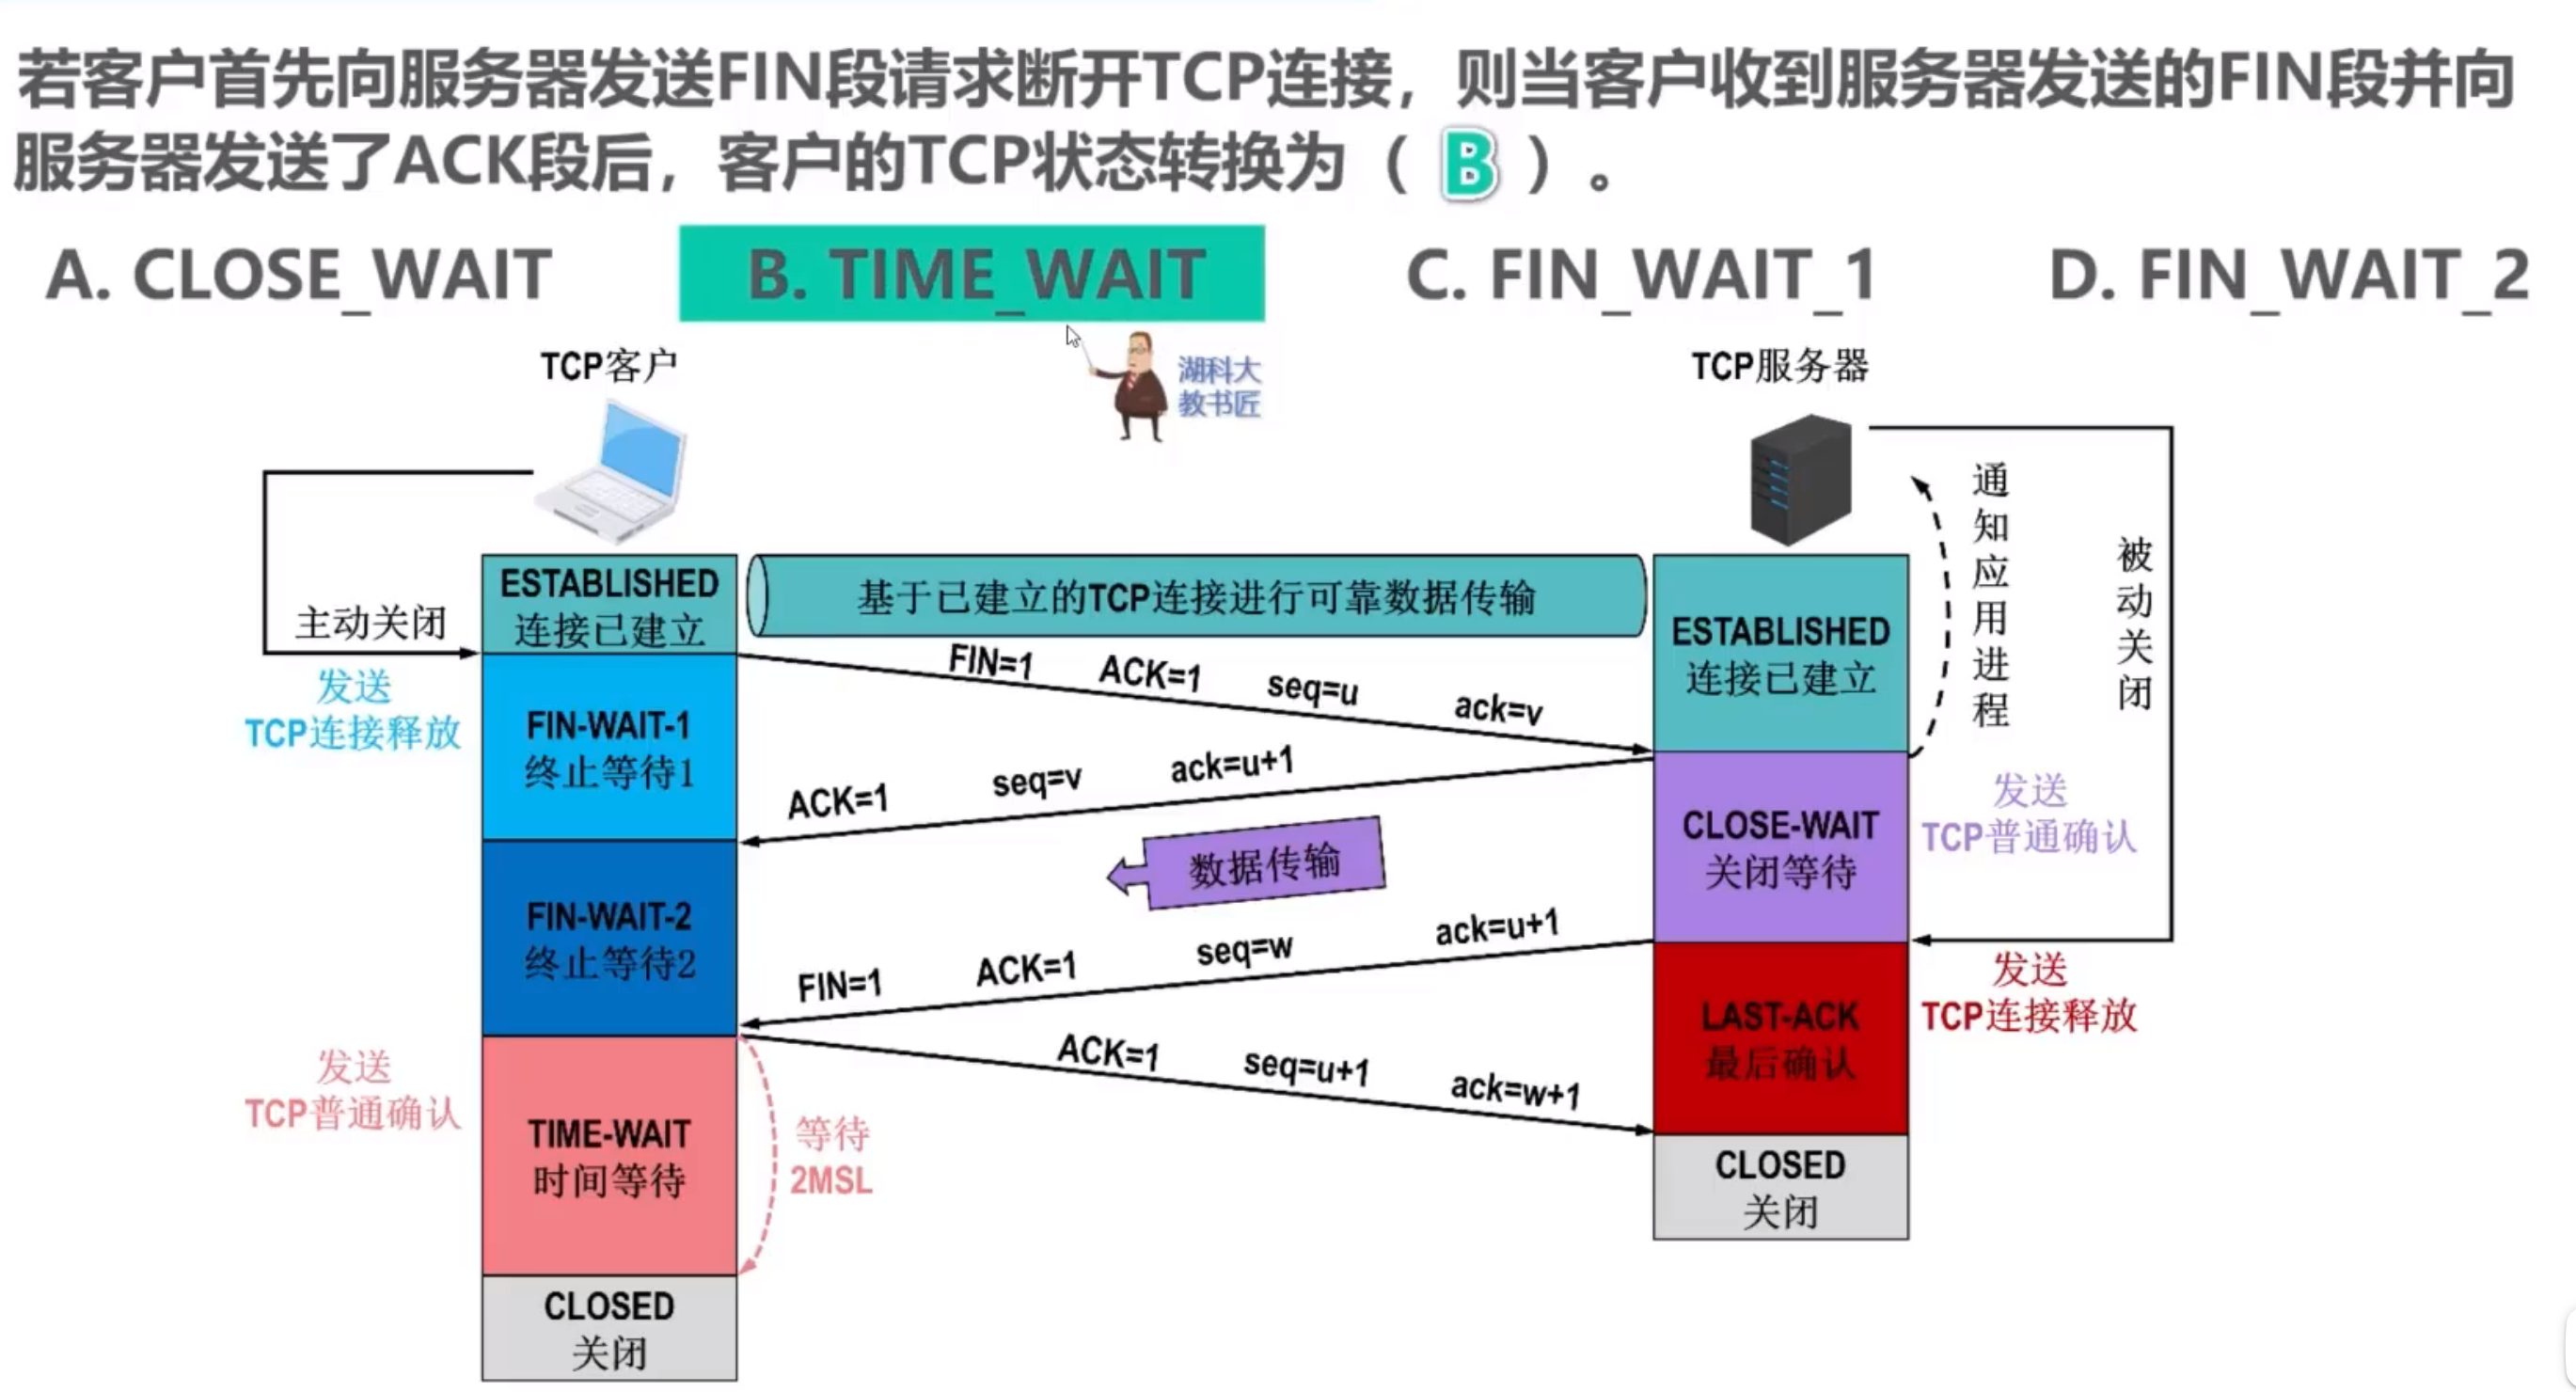 若客户首先向服务器发送FIN段请求断开TCP连接，则当客户收到服务器发送的FIN段并向
服务器发送了ACK段后，客户的TCP状态转换为（ B ）。
A. CLOSE_WAIT
B. TIME_WAIT
C. FIN_WAIT_1
D. FIN_WAIT_2
TCP客户
湖科大
教书匠
TCP服务器
通知应用进程
被动关闭
主动关闭
发送
TCP连接释放
ESTABLISHED
连接已建立
基于已建立的TCP连接进行可靠数据传输
ESTABLISHED
连接已建立
FIN=1 ACK=1 seq=u ack=v
FIN-WAIT-1
终止等待1
ACK=1 seq=v ack=u+1
CLOSE-WAIT
关闭等待
发送
TCP普通确认
数据传输
FIN-WAIT-2
终止等待2
FIN=1 ACK=1 seq=w ack=u+1
LAST-ACK
最后确认
发送
TCP连接释放
发送
TCP普通确认
ACK=1 seq=u+1 ack=w+1
TIME-WAIT
时间等待
等待
2MSL
CLOSED
关闭
CLOSED
关闭